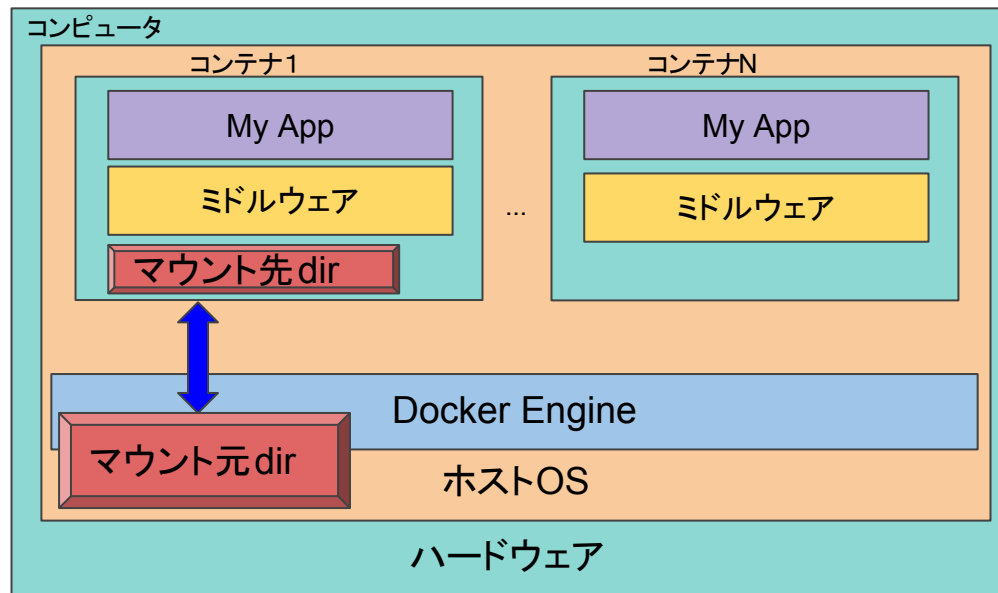 コンピュータ
コンテナ1
コンテナN
My App
My App
ミドルウェア
ミドルウェア
...
マウント先dir
Docker Engine
マウント元dir
ホストOS
ハードウェア